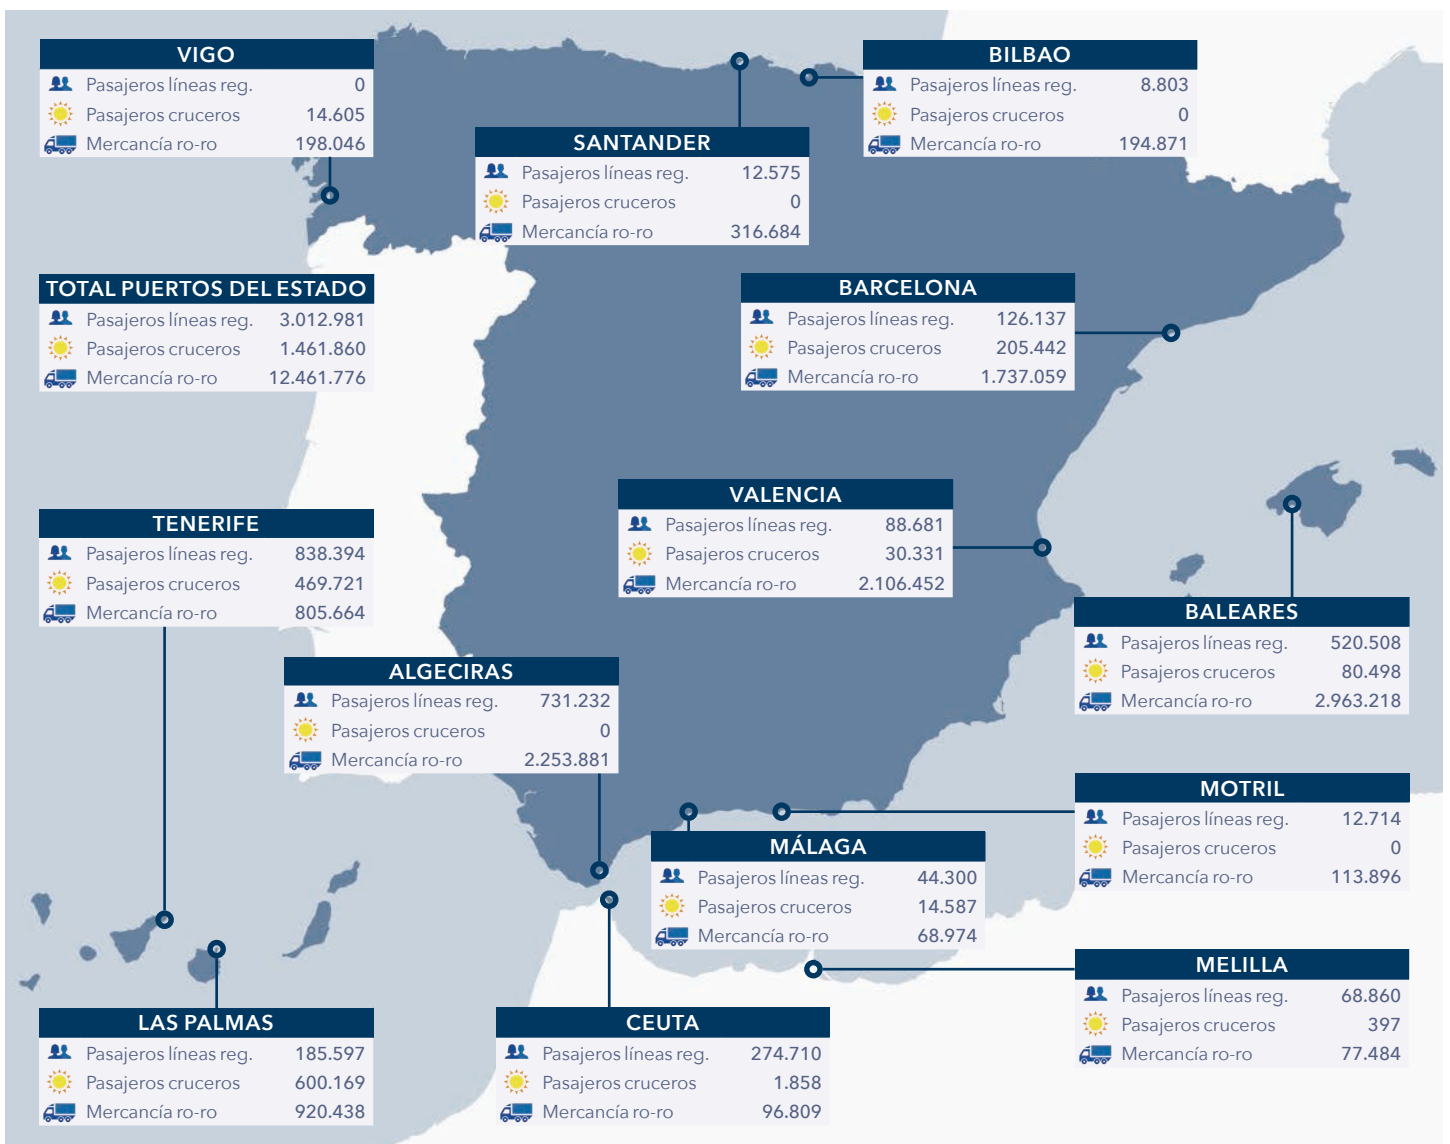 VIGO
Pasajeros líneas reg. 0
Pasajeros cruceros 14.605
Mercancía ro-ro 198.046
BILBAO
Pasajeros líneas reg. 8.803
Pasajeros cruceros 0
Mercancía ro-ro 194.871
SANTANDER
Pasajeros líneas reg. 12.575
Pasajeros cruceros 0
Mercancía ro-ro 316.684
TOTAL PUERTOS DEL ESTADO
Pasajeros líneas reg. 3.012.981
Pasajeros cruceros 1.461.860
Mercancía ro-ro 12.461.776
BARCELONA
Pasajeros líneas reg. 126.137
Pasajeros cruceros 205.442
Mercancía ro-ro 1.737.059
VALENCIA
Pasajeros líneas reg. 88.681
Pasajeros cruceros 30.331
Mercancía ro-ro 2.106.452
TENERIFE
Pasajeros líneas reg. 838.394
Pasajeros cruceros 469.721
Mercancía ro-ro 805.664
BALEARES
Pasajeros líneas reg. 520.508
Pasajeros cruceros 80.498
Mercancía ro-ro 2.963.218
ALGECIRAS
Pasajeros líneas reg. 731.232
Pasajeros cruceros 0
Mercancía ro-ro 2.253.881
MOTRIL
Pasajeros líneas reg. 12.714
Pasajeros cruceros 0
Mercancía ro-ro 113.896
MÁLAGA
Pasajeros líneas reg. 44.300
Pasajeros cruceros 14.587
Mercancía ro-ro 68.974
MELILLA
Pasajeros líneas reg. 68.860
Pasajeros cruceros 397
Mercancía ro-ro 77.484
LAS PALMAS
Pasajeros líneas reg. 185.597
Pasajeros cruceros 600.169
Mercancía ro-ro 920.438
CEUTA
Pasajeros líneas reg. 274.710
Pasajeros cruceros 1.858
Mercancía ro-ro 96.809